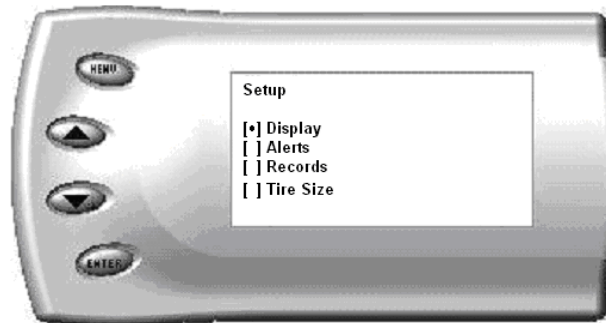 MENU
Setup
[•] Display
[ ] Alerts
[ ] Records
[ ] Tire Size
ENTER